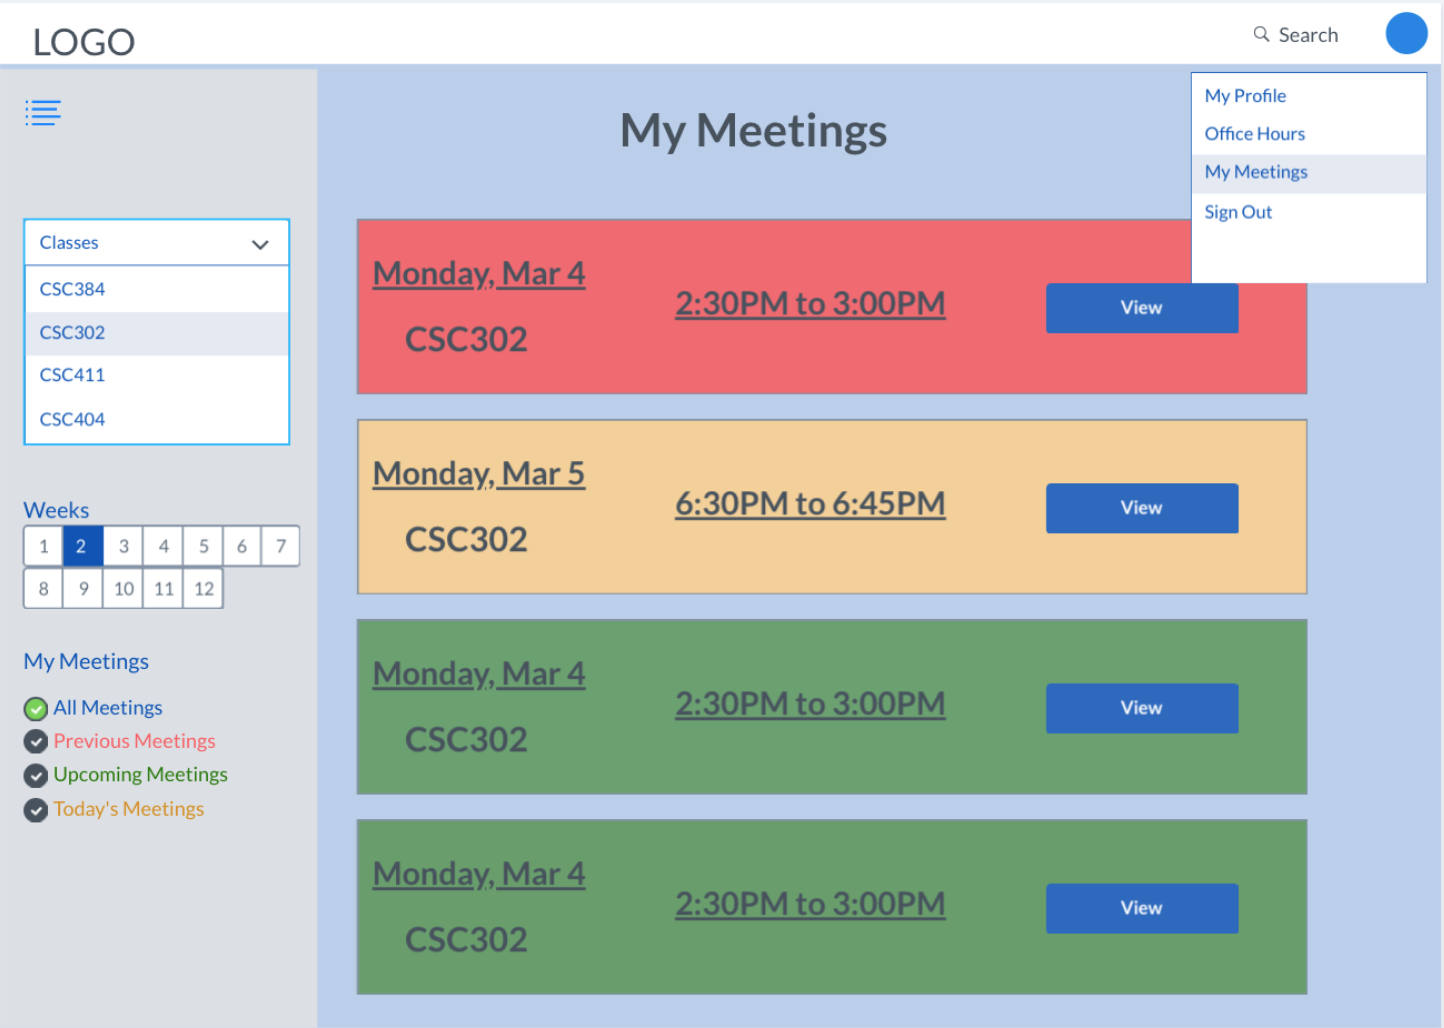 LOGO
Search
My Profile
Office Hours
My Meetings
Sign Out
My Meetings
Classes
CSC384
CSC302
CSC411
CSC404
Weeks
1 2 3 4 5 6 7
8 9 10 11 12
My Meetings
All Meetings
Previous Meetings
Upcoming Meetings
Today's Meetings
Monday, Mar 4
CSC302
2:30PM to 3:00PM
View
Monday, Mar 5
CSC302
6:30PM to 6:45PM
View
Monday, Mar 4
CSC302
2:30PM to 3:00PM
View
Monday, Mar 4
CSC302
2:30PM to 3:00PM
View